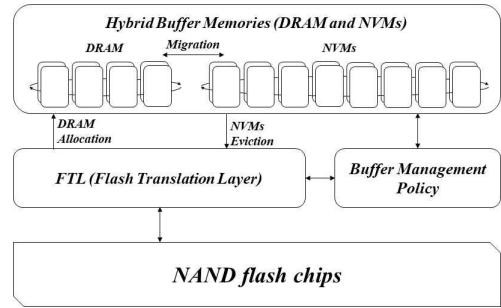 Hybrid Buffer Memories (DRAM and NVMs)
DRAM
Migration
NVMs
DRAM
Allocation
NVMs
Eviction
FTL (Flash Translation Layer)
Buffer Management
Policy
NAND flash chips